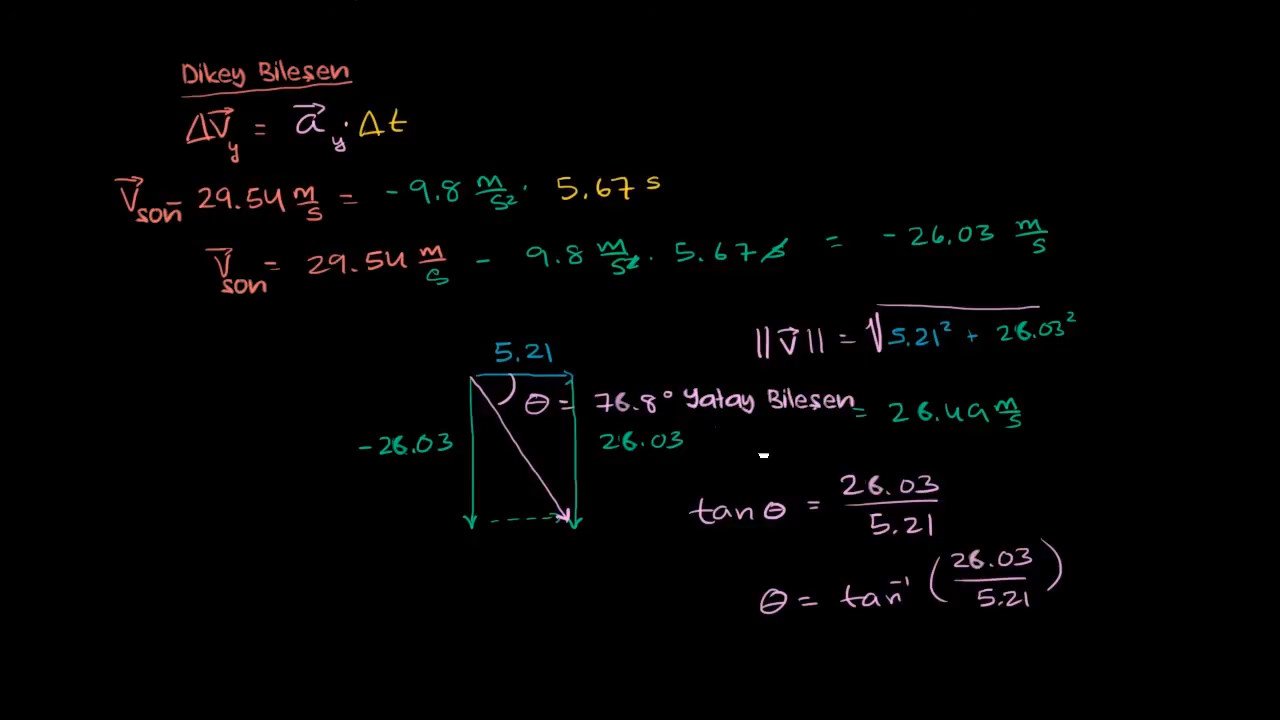 Dikey Bileşen
ΔV⃗y = a⃗y · Δt
V⃗son − 29.54 m/s = -9.8 m/s² · 5.67 s
V⃗son = 29.54 m/s - 9.8 m/s² · 5.67 s = -26.03 m/s
||V⃗|| = √5.21² + 26.03²
5.21
θ = 76.8° Yatay Bileşen
= 26.49 m/s
-26.03
26.03
tan θ = 26.03/5.21
θ = tan⁻¹ (26.03/5.21)